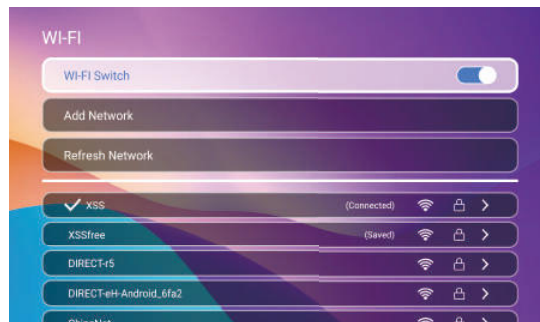 WI-FI
WI-FI Switch
Add Network
Refresh Network
XSS (Connected)
XSSfree (Saved)
DIRECT-r5
DIRECT-eH-Android_6fa2